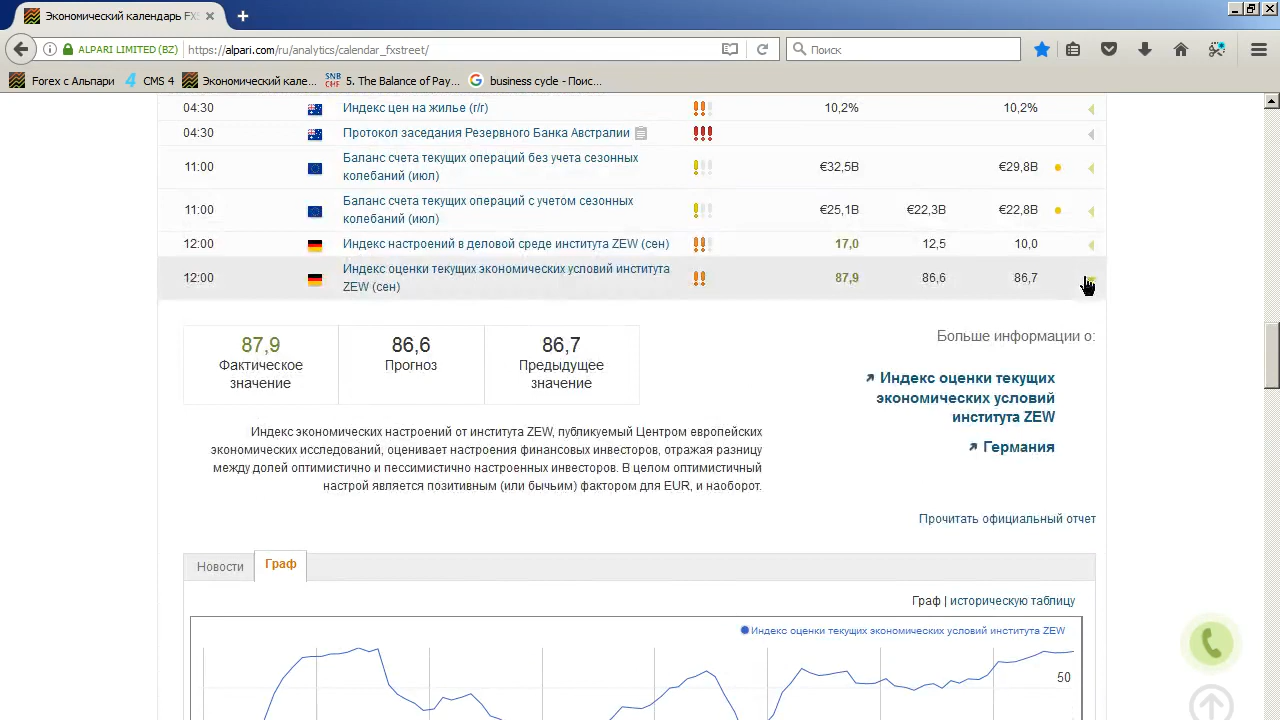 Экономический календарь FXS
ALPARI LIMITED (BZ)
https://alpari.com/ru/analytics/calendar_fxstreet/
Поиск
Forex с Альпари
CMS 4
Экономический кале...
SNB CHF
5. The Balance of Pay...
business cycle - Поис...
04:30 Индекс цен на жилье (г/г) 10,2% 10,2%
04:30 Протокол заседания Резервного Банка Австралии
11:00 Баланс счета текущих операций без учета сезонных колебаний (июл) €32,5B €29,8B
11:00 Баланс счета текущих операций с учетом сезонных колебаний (июл) €25,1B €22,3B €22,8B
12:00 Индекс настроений в деловой среде института ZEW (сен) 17,0 12,5 10,0
12:00 Индекс оценки текущих экономических условий института ZEW (сен) 87,9 86,6 86,7
87,9
Фактическое
значение
86,6
Прогноз
86,7
Предыдущее
значение
Больше информации о:
Индекс оценки текущих
экономических условий
института ZEW
Германия
Индекс экономических настроений от института ZEW, публикуемый Центром европейских
экономических исследований, оценивает настроения финансовых инвесторов, отражая разницу
между долей оптимистично и пессимистично настроенных инвесторов. В целом оптимистичный
настрой является позитивным (или бычьим) фактором для EUR, и наоборот.
Прочитать официальный отчет
Новости
Граф
Граф | историческую таблицу
Индекс оценки текущих экономических условий института ZEW
50